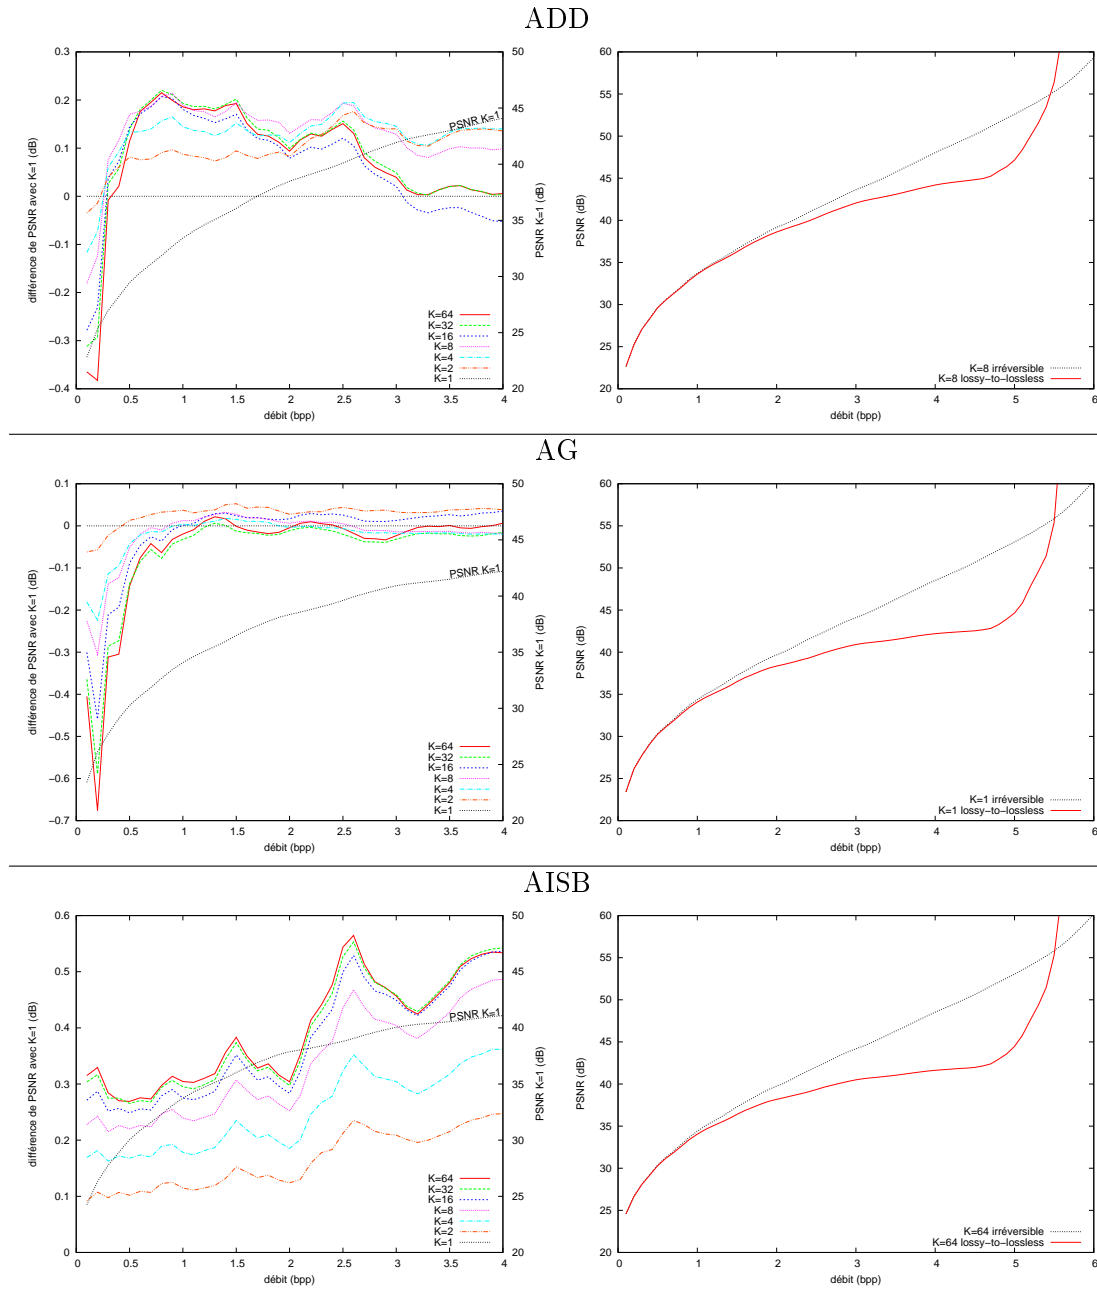 ADD
0.3
0.2
0.1
0
−0.1
−0.2
−0.3
−0.4
différence de PSNR avec K=1 (dB)
0
0.5
1
1.5
2
2.5
3
3.5
4
débit (bpp)
50
45
40
35
30
25
20
PSNR K=1 (dB)
PSNR K=1
K=64
K=32
K=16
K=8
K=4
K=2
K=1
60
55
50
45
40
35
30
25
20
PSNR (dB)
0
1
2
3
4
5
6
débit (bpp)
K=8 irréversible
K=8 lossy−to−lossless
AG
0.1
0
−0.1
−0.2
−0.3
−0.4
−0.5
−0.6
−0.7
différence de PSNR avec K=1 (dB)
0
0.5
1
1.5
2
2.5
3
3.5
4
débit (bpp)
50
45
40
35
30
25
20
PSNR K=1 (dB)
PSNR K=1
K=64
K=32
K=16
K=8
K=4
K=2
K=1
60
55
50
45
40
35
30
25
20
PSNR (dB)
0
1
2
3
4
5
6
débit (bpp)
K=1 irréversible
K=1 lossy−to−lossless
AISB
0.6
0.5
0.4
0.3
0.2
0.1
0
différence de PSNR avec K=1 (dB)
0
0.5
1
1.5
2
2.5
3
3.5
4
débit (bpp)
50
45
40
35
30
25
20
PSNR K=1 (dB)
PSNR K=1
K=64
K=32
K=16
K=8
K=4
K=2
K=1
60
55
50
45
40
35
30
25
20
PSNR (dB)
0
1
2
3
4
5
6
débit (bpp)
K=64 irréversible
K=64 lossy−to−lossless